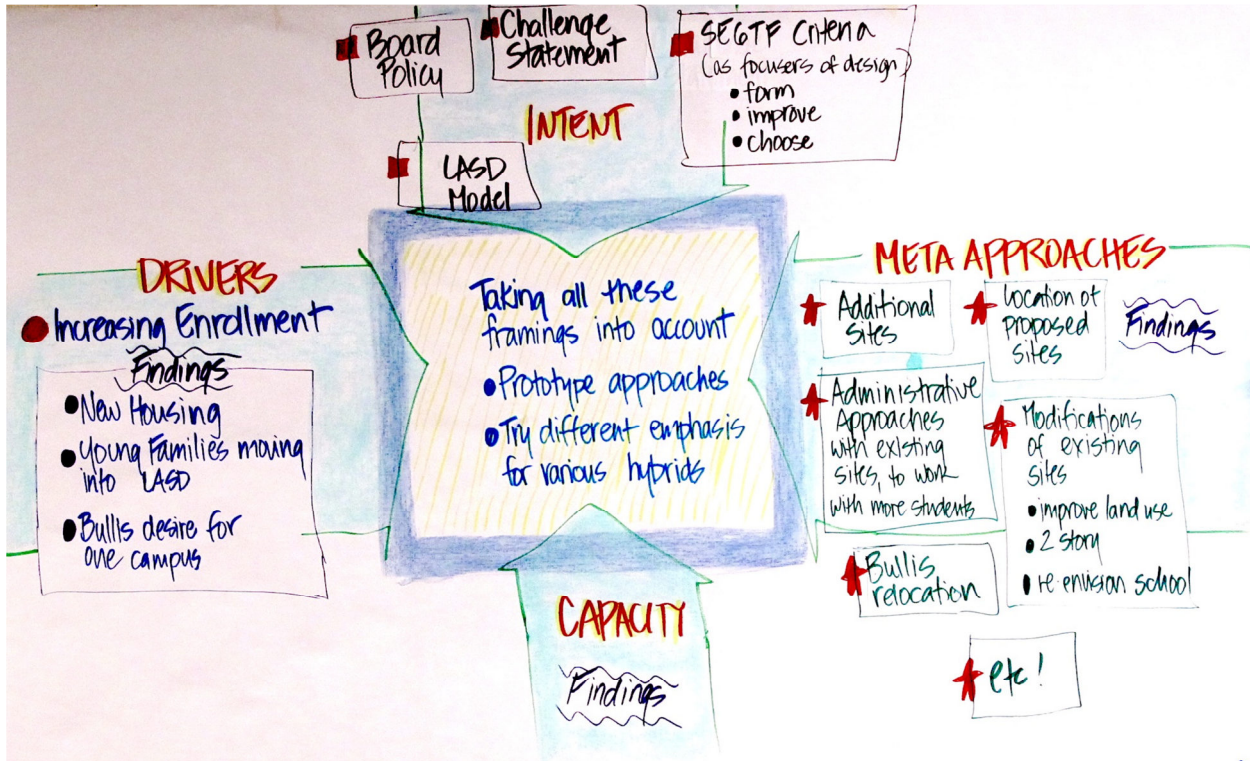 Board
Policy
Challenge
Statement
SEGTF Criteria
(as focusers of design)
• form
• improve
• choose
INTENT
LASD
Model
DRIVERS
Increasing Enrollment
Findings
• New Housing
• Young Families moving
into LASD
• Bullis desire for
one campus
Taking all these
framings into account
• Prototype approaches
• Try different emphasis
for various hybrids
META APPROACHES
Additional
Sites
Location of
proposed
sites
Findings
Administrative
Approaches
with existing
sites, to work
with more students
Modifications
of existing
sites
• improve land use
• 2 story
• re-envision school
Bullis
relocation
etc!
CAPACITY
Findings